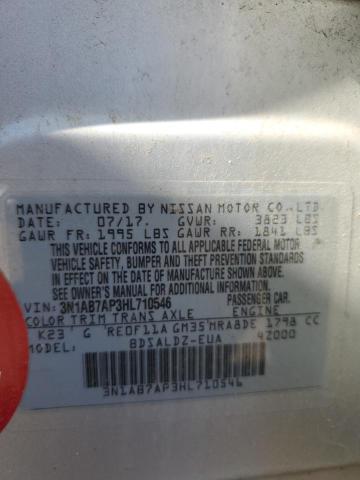 MANUFACTURED BY NISSAN MOTOR CO., LTD.
DATE: 07/17. GVWR: 3823 LBS
GAWR FR: 1995 LBS GAWR RR: 1841 LBS
THIS VEHICLE CONFORMS TO ALL APPLICABLE FEDERAL MOTOR
VEHICLE SAFETY, BUMPER AND THEFT PREVENTION STANDARDS
IN EFFECT ON THE DATE OF MANUFACTURE SHOWN ABOVE.
SEE OWNER'S MANUAL FOR
ADDITIONAL INFORMATION.
VIN: 3N1AB7AP3HL710546 PASSENGER CAR.
COLOR TRIM TRANS AXLE ENGINE
K23 G RE0F11A GM35 MRA8DE 1798 CC
MODEL: BDSALDZ-EUA 42000
3N1AB7AP3HL710546